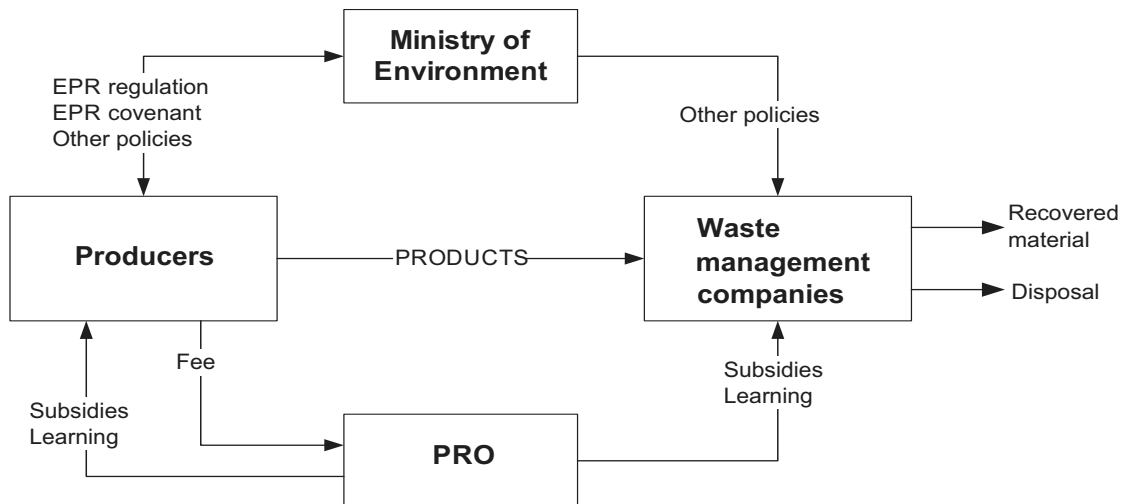 Ministry of
Environment
EPR regulation
EPR covenant
Other policies
Other policies
Producers
PRODUCTS
Waste
management
companies
Recovered
material
Disposal
Fee
Subsidies
Learning
Subsidies
Learning
PRO